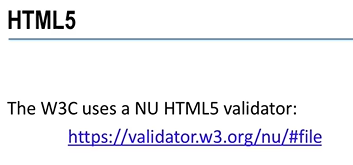 HTML5
The W3C uses a NU HTML5 validator:
https://validator.w3.org/nu/#file